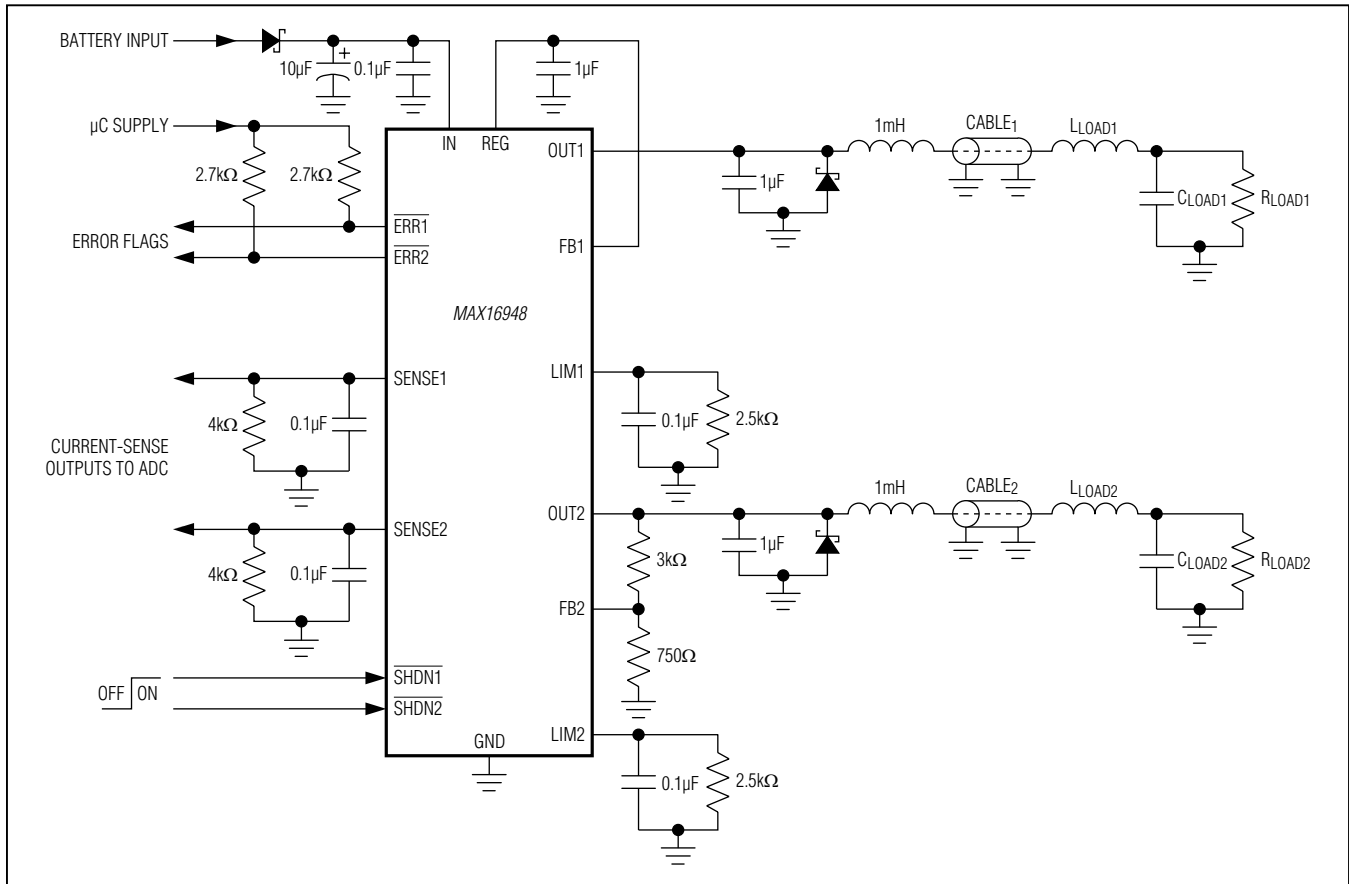 BATTERY INPUT
10µF
+
0.1µF
1µF
µC SUPPLY
2.7kΩ
2.7kΩ
IN
REG
OUT1
1µF
1mH
CABLE1
LLOAD1
CLOAD1
RLOAD1
ERROR FLAGS
ERR1
ERR2
FB1
MAX16948
SENSE1
4kΩ
0.1µF
LIM1
0.1µF
2.5kΩ
CURRENT-SENSE
OUTPUTS TO ADC
OUT2
1µF
1mH
CABLE2
LLOAD2
CLOAD2
RLOAD2
SENSE2
4kΩ
0.1µF
3kΩ
FB2
750Ω
OFF
ON
SHDN1
SHDN2
GND
LIM2
0.1µF
2.5kΩ